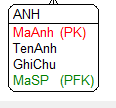 ANH
MaAnh (PK)
TenAnh
GhiChu
MaSP (PFK)